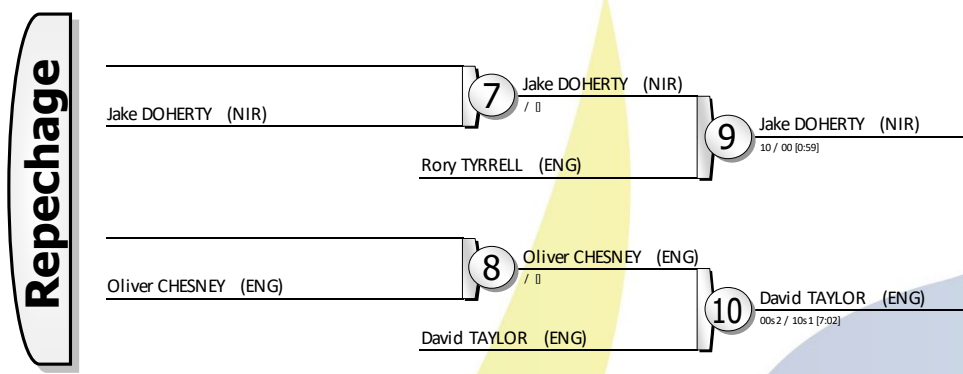 Repechage
Jake DOHERTY (NIR)
7
Jake DOHERTY (NIR)
/ []
Rory TYRRELL (ENG)
9
Jake DOHERTY (NIR)
10 / 00 [0:59]
Oliver CHESNEY (ENG)
8
Oliver CHESNEY (ENG)
/ []
David TAYLOR (ENG)
10
David TAYLOR (ENG)
00s2 / 10s1 [7:02]